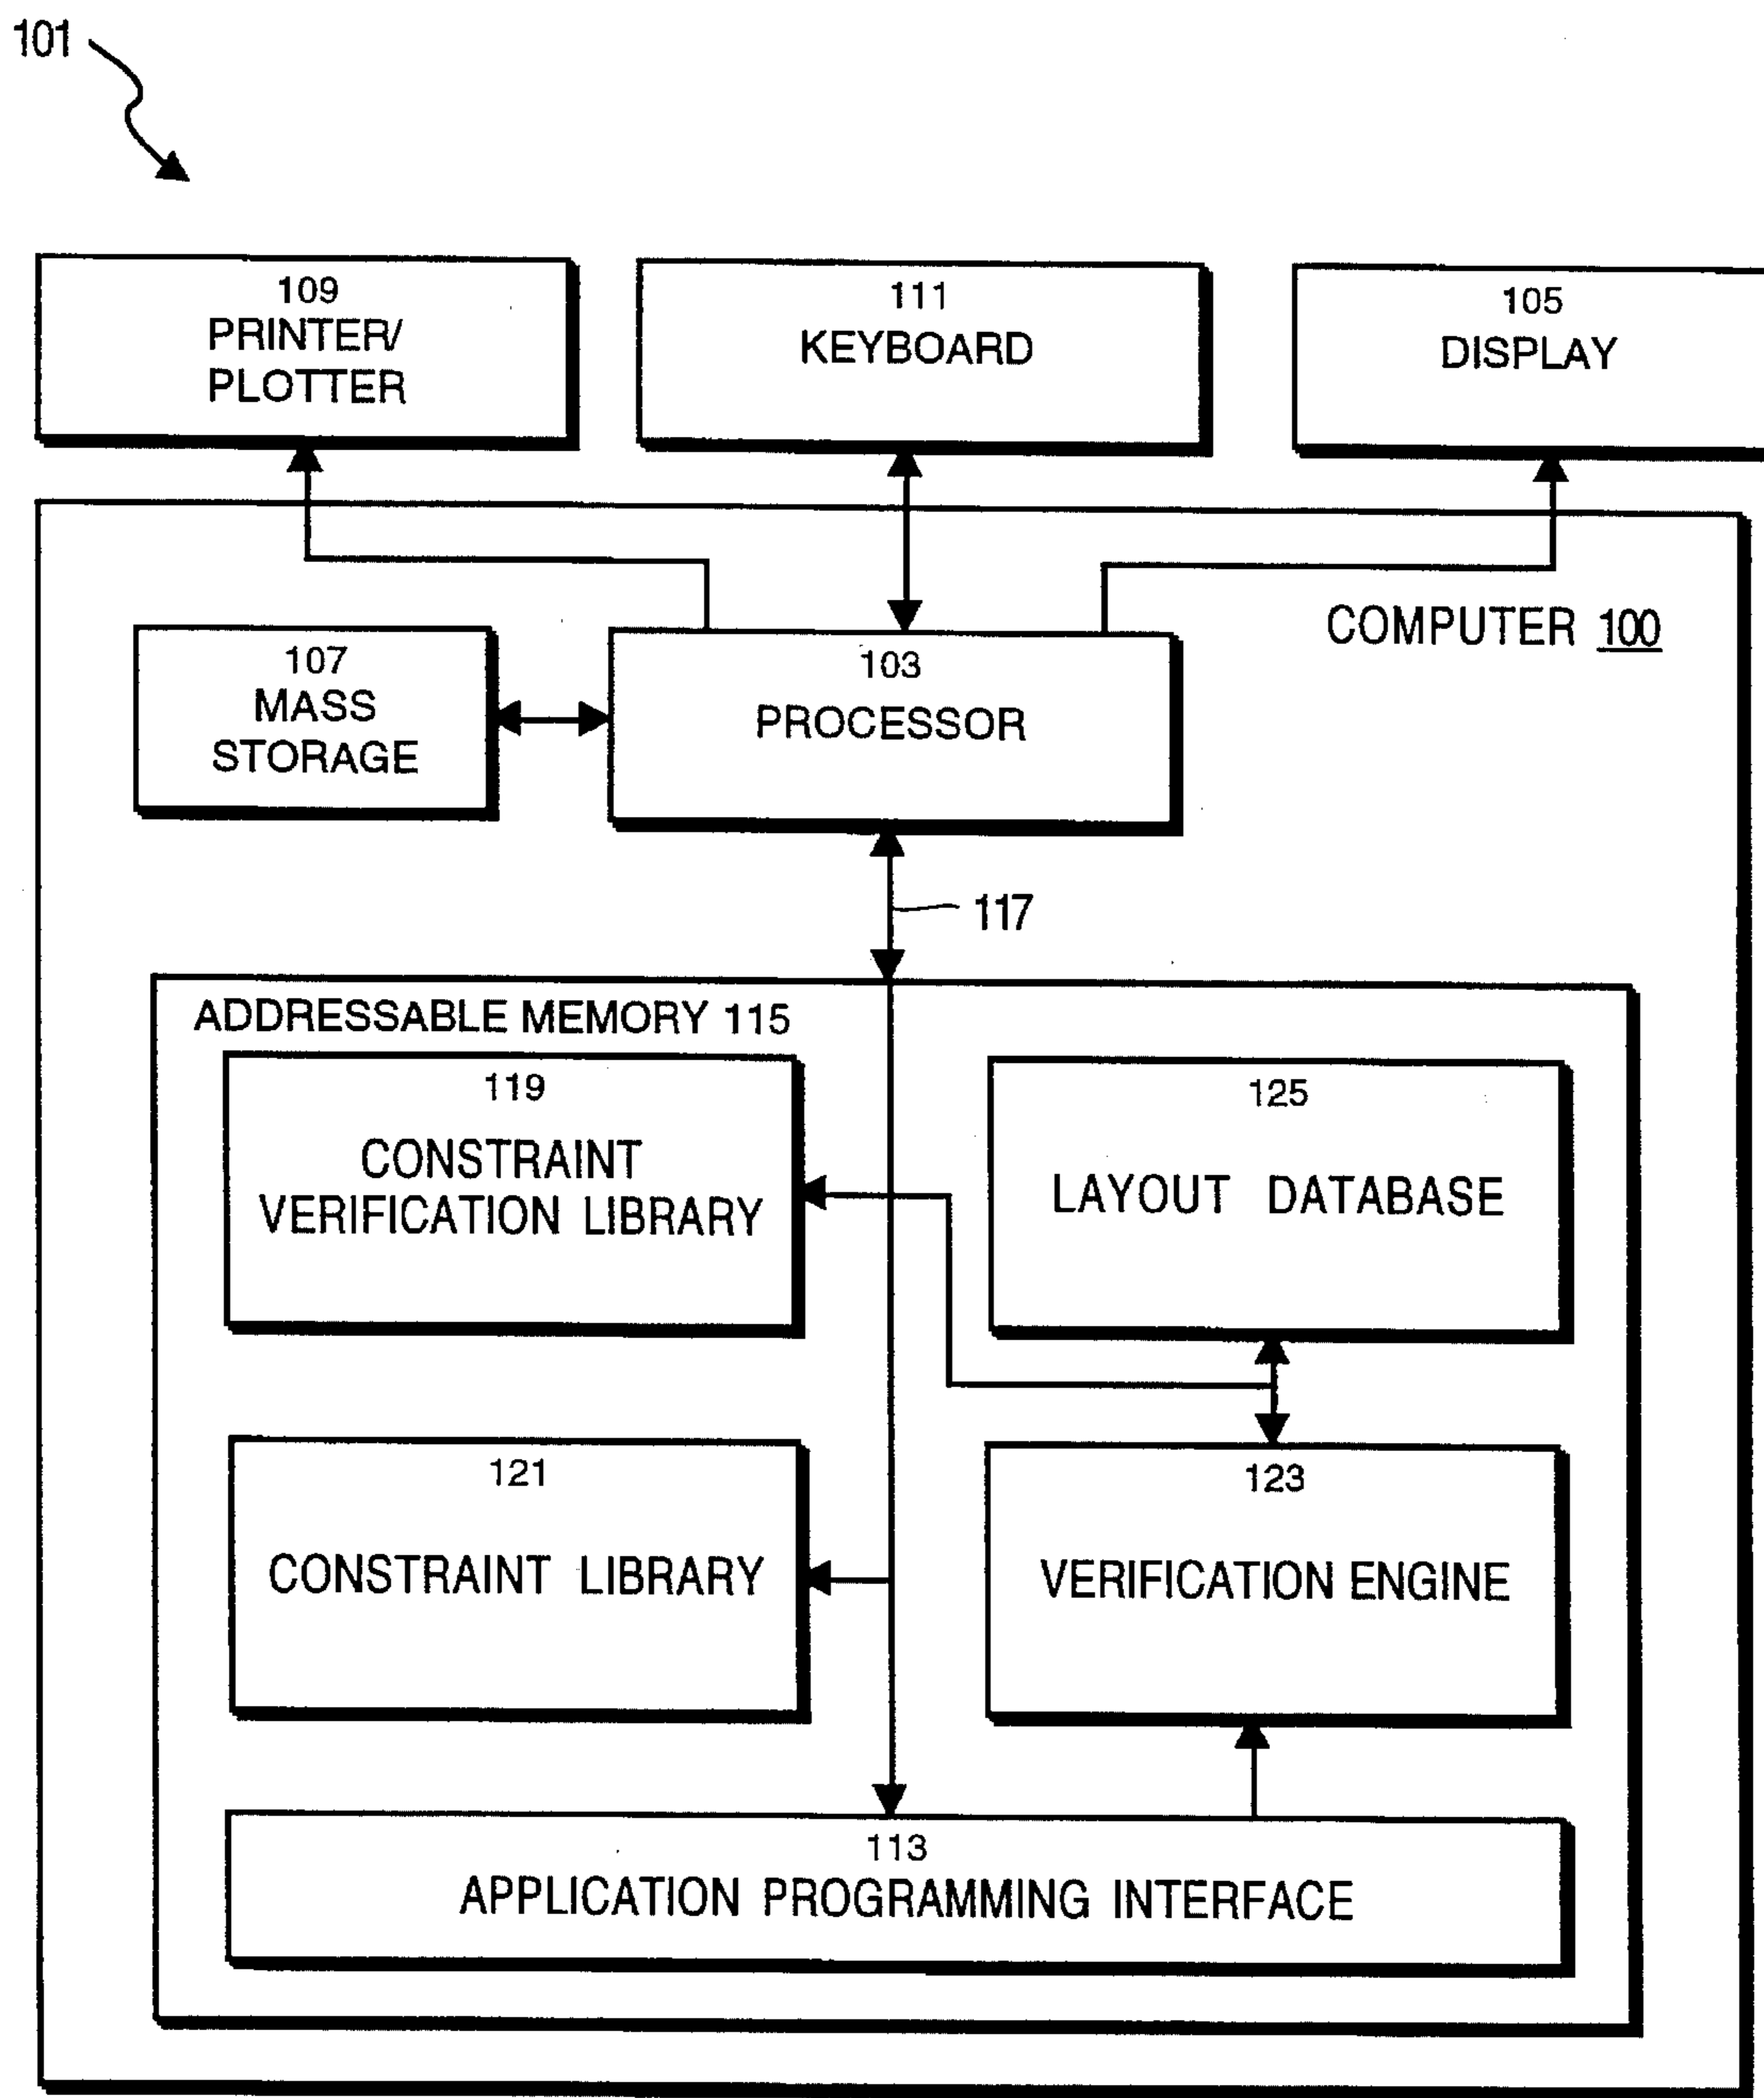 101
109
PRINTER/
PLOTTER
111
KEYBOARD
105
DISPLAY
COMPUTER 100
107
MASS
STORAGE
103
PROCESSOR
117
ADDRESSABLE MEMORY 115
119
CONSTRAINT
VERIFICATION LIBRARY
125
LAYOUT DATABASE
121
CONSTRAINT LIBRARY
123
VERIFICATION ENGINE
113
APPLICATION PROGRAMMING INTERFACE